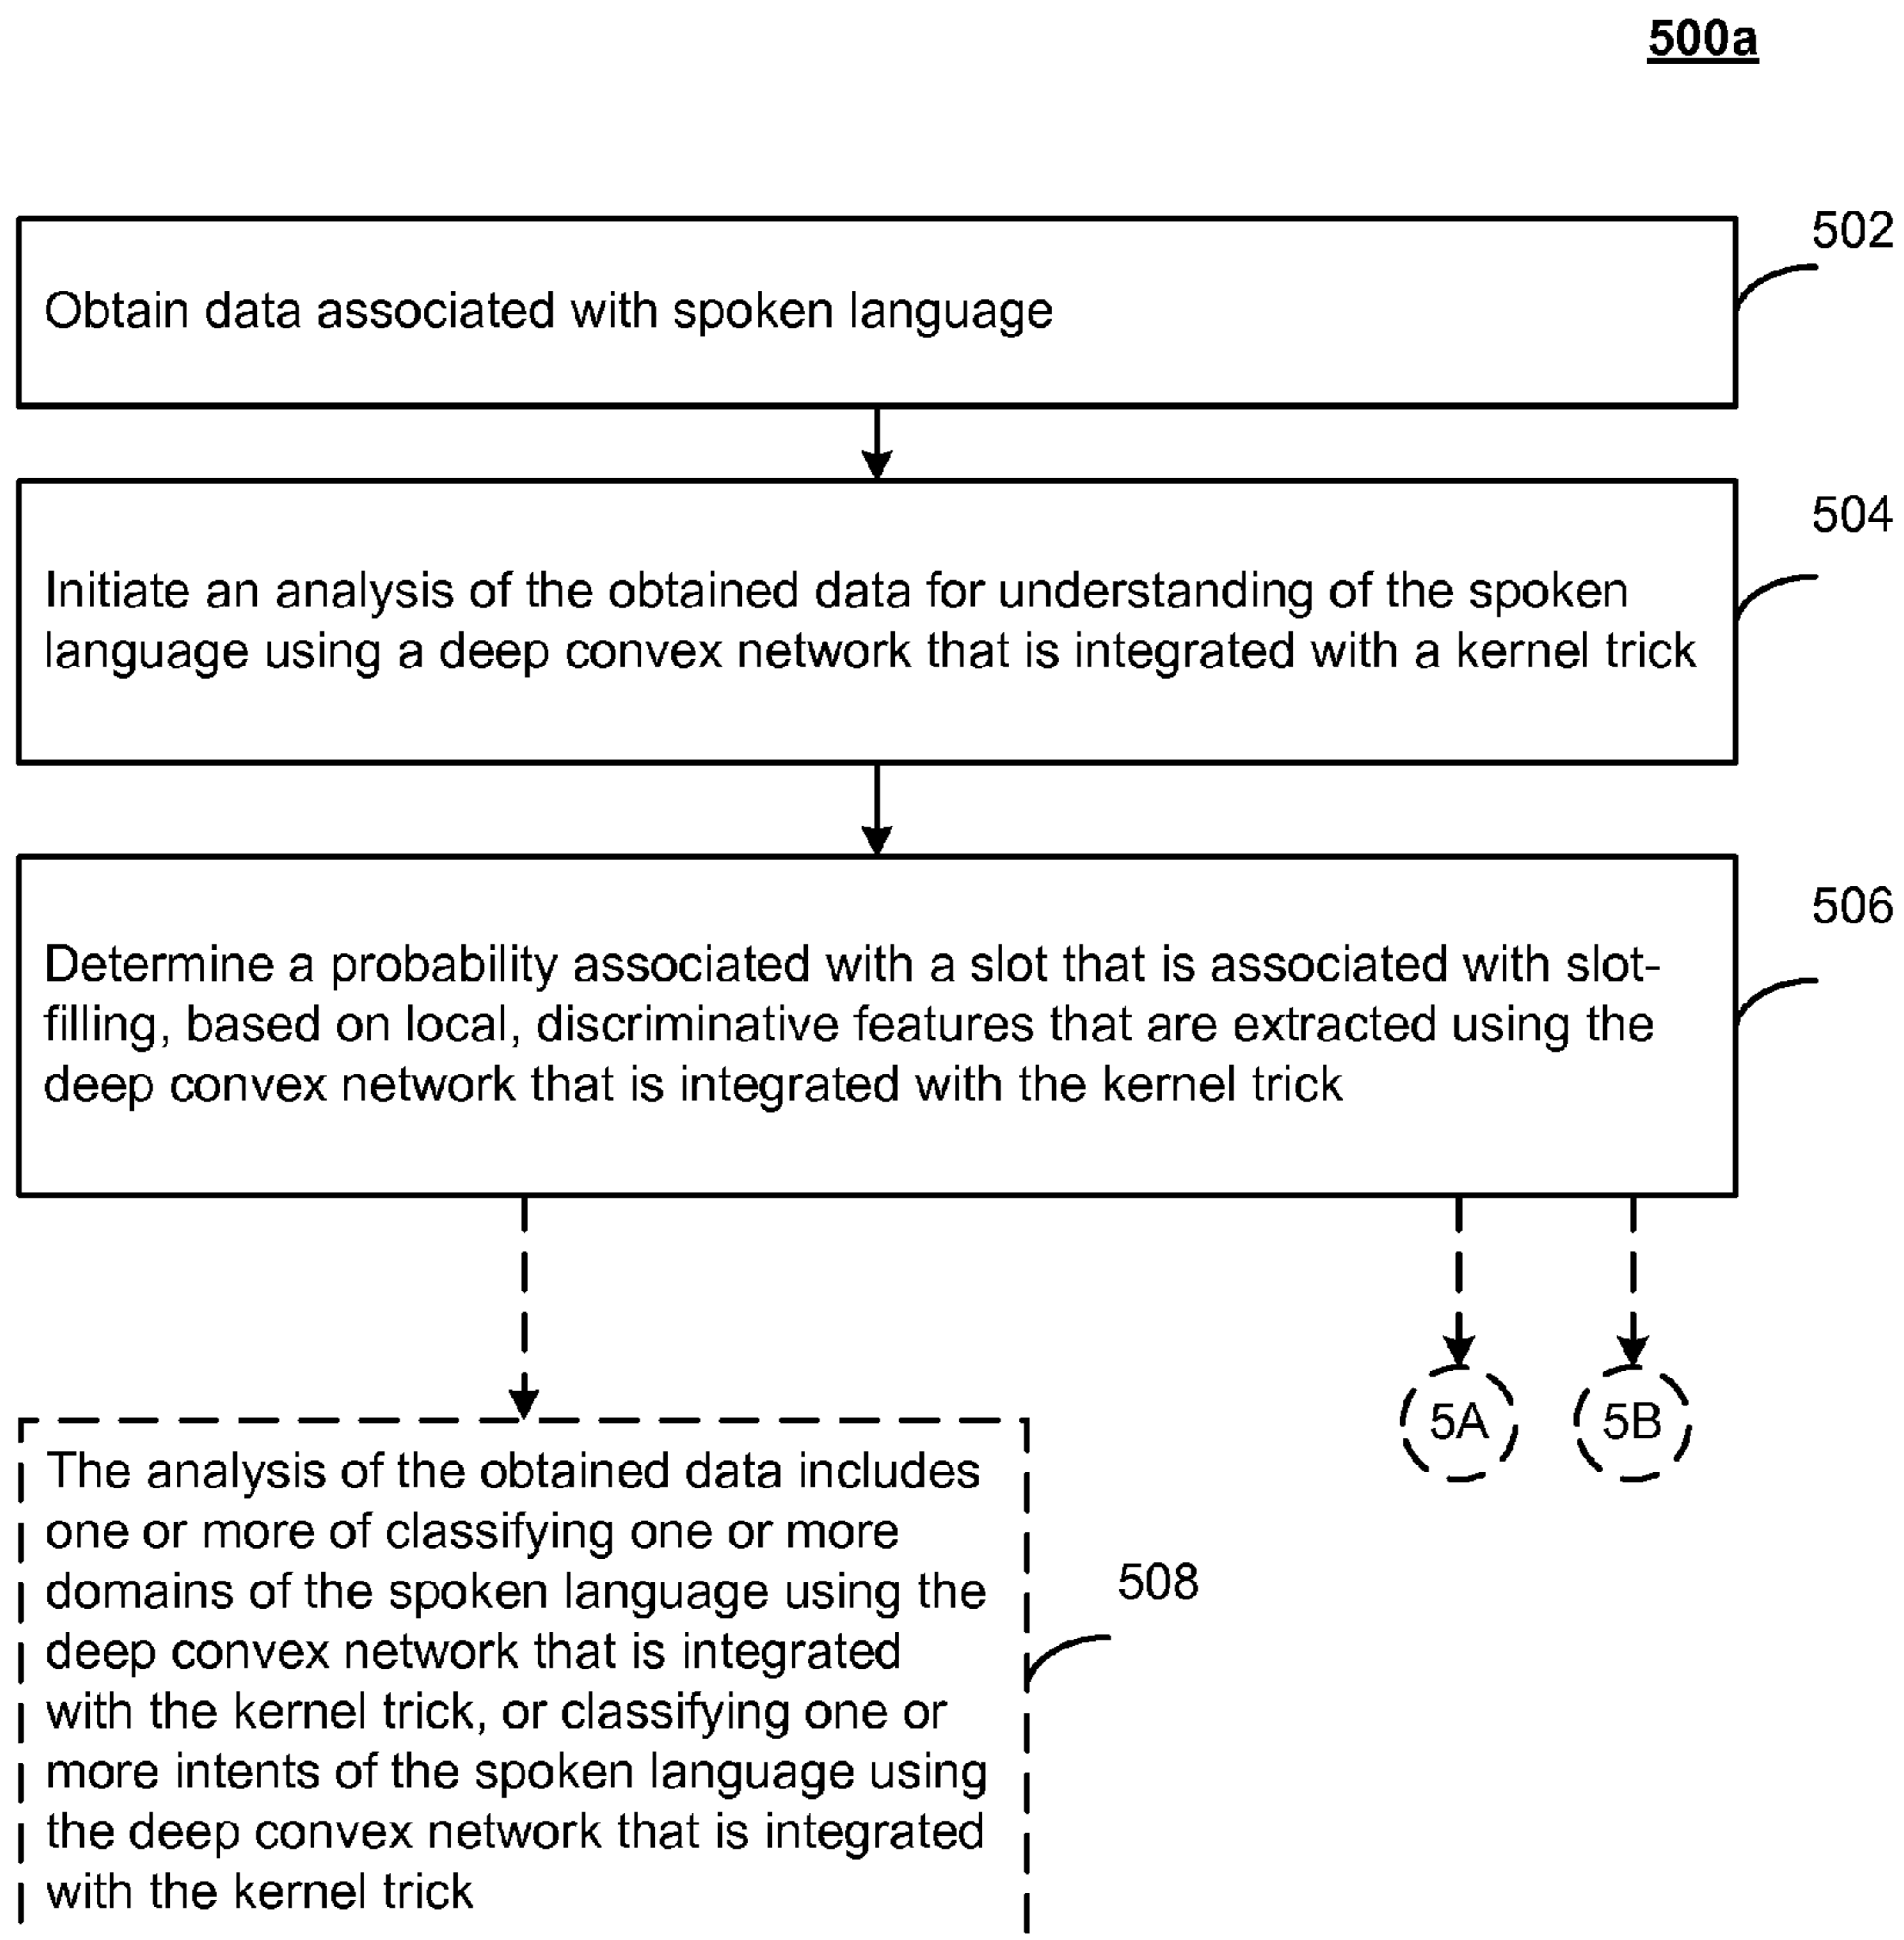 500a
502
Obtain data associated with spoken language
504
Initiate an analysis of the obtained data for understanding of the spoken
language using a deep convex network that is integrated with a kernel trick
506
Determine a probability associated with a slot that is associated with slot-
filling, based on local, discriminative features that are extracted using the
deep convex network that is integrated with the kernel trick
5A
5B
The analysis of the obtained data includes
one or more of classifying one or more
domains of the spoken language using the
deep convex network that is integrated
with the kernel trick, or classifying one or
more intents of the spoken language using
the deep convex network that is integrated
with the kernel trick
508